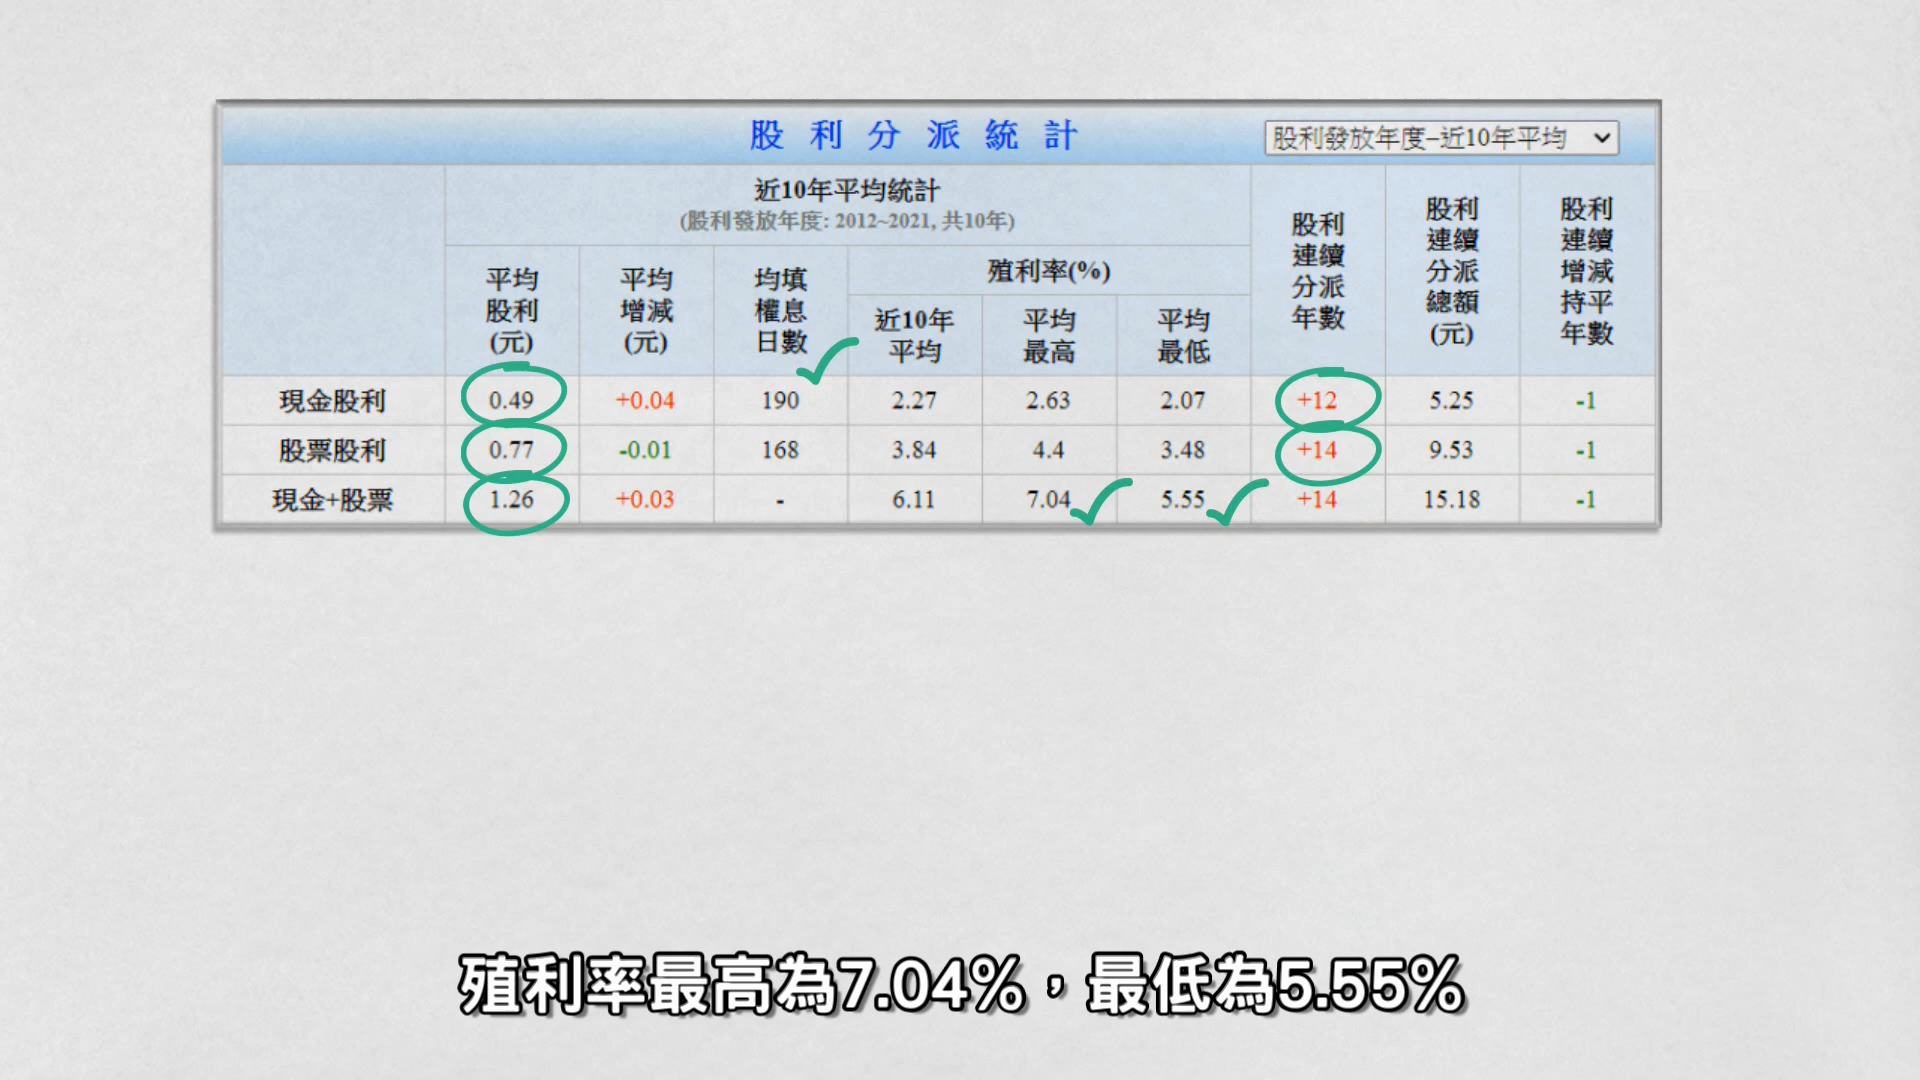 股利分派統計
股利發放年度–近10年平均
近10年平均統計
(股利發放年度: 2012~2021, 共10年)
股利連續分派年數
股利連續分派總額(元)
股利連續增減持平年數
平均股利(元)
平均增減(元)
均填權息日數
殖利率(%)
近10年平均
平均最高
平均最低
現金股利 0.49 +0.04 190 2.27 2.63 2.07 +12 5.25 -1
股票股利 0.77 -0.01 168 3.84 4.4 3.48 +14 9.53 -1
現金+股票 1.26 +0.03 - 6.11 7.04 5.55 +14 15.18 -1
殖利率最高為7.04%，最低為5.55%